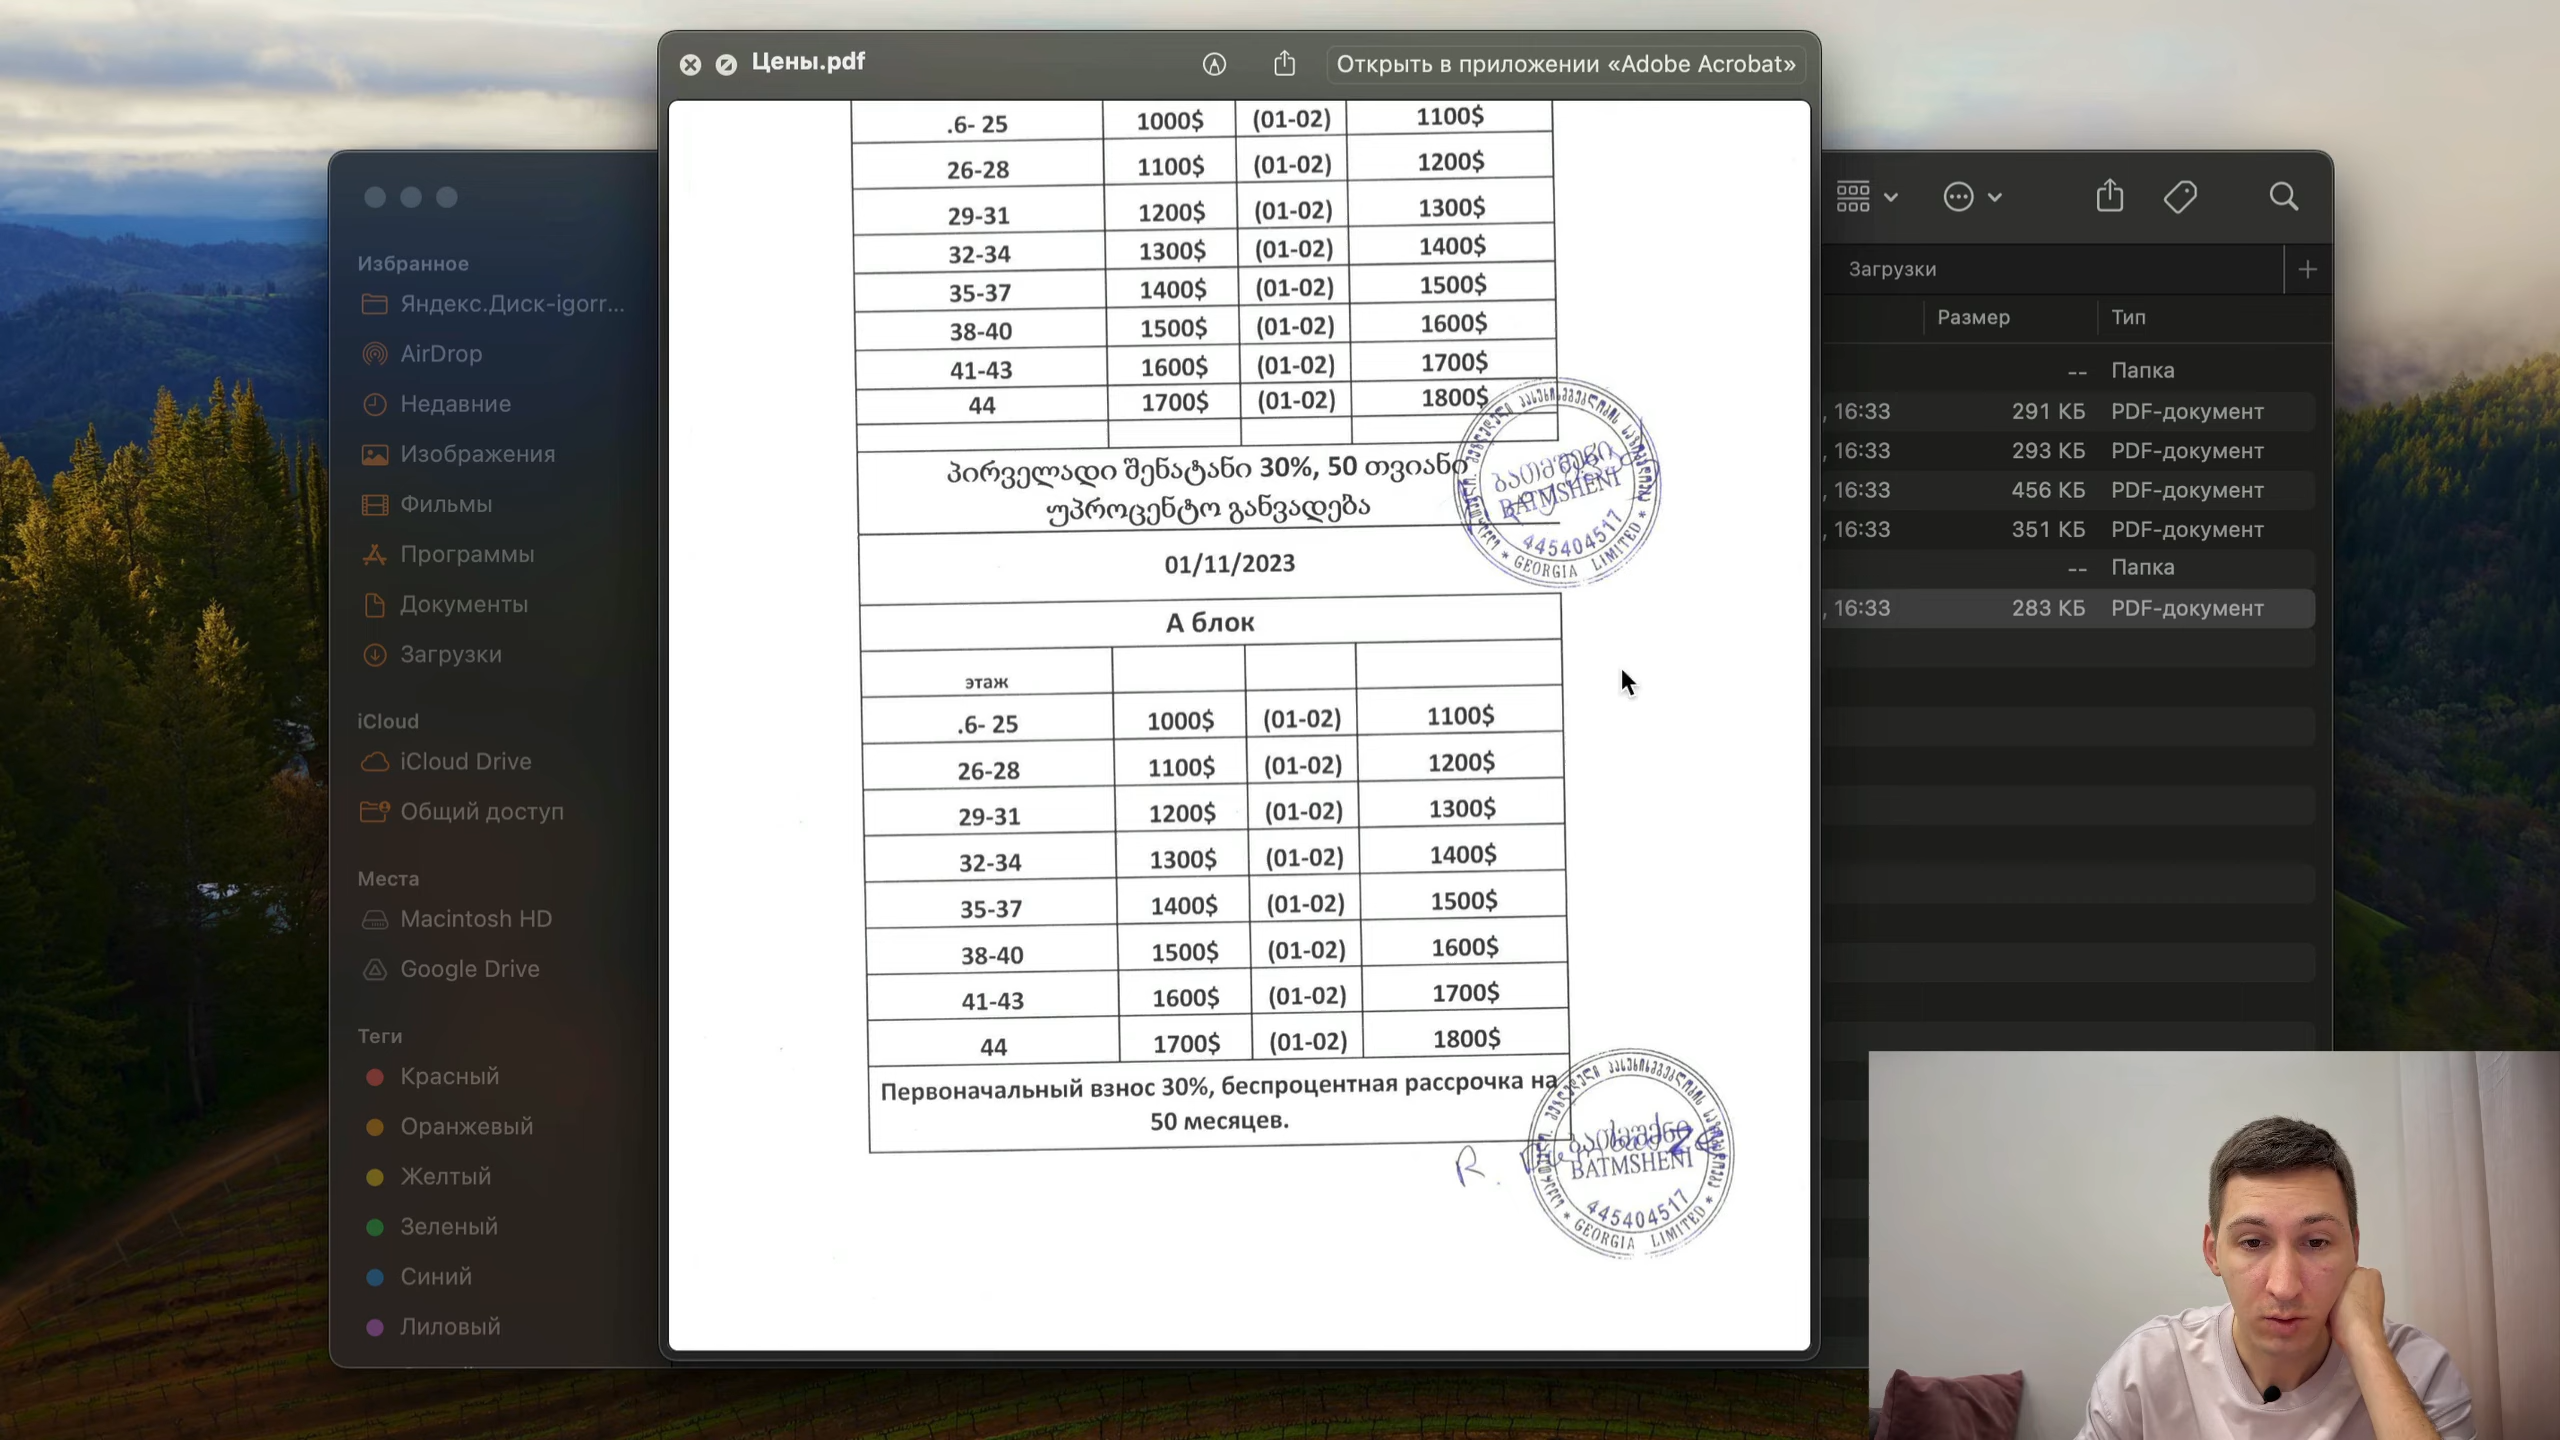 Цены.pdf
Открыть в приложении «Adobe Acrobat»
Избранное
Яндекс.Диск-igorr...
AirDrop
Недавние
Изображения
Фильмы
Программы
Документы
Загрузки
iCloud
iCloud Drive
Общий доступ
Места
Macintosh HD
Google Drive
Теги
Красный
Оранжевый
Желтый
Зеленый
Синий
Лиловый
.6- 25 1000$ (01-02) 1100$
26-28 1100$ (01-02) 1200$
29-31 1200$ (01-02) 1300$
32-34 1300$ (01-02) 1400$
35-37 1400$ (01-02) 1500$
38-40 1500$ (01-02) 1600$
41-43 1600$ (01-02) 1700$
44 1700$ (01-02) 1800$
პირველადი შენატანი 30%, 50 თვიანი
უპროცენტო განვადება
ბათმშენი
BATMSHENI
445404517
* GEORGIA LIMITED *
01/11/2023
А блок
этаж
.6- 25 1000$ (01-02) 1100$
26-28 1100$ (01-02) 1200$
29-31 1200$ (01-02) 1300$
32-34 1300$ (01-02) 1400$
35-37 1400$ (01-02) 1500$
38-40 1500$ (01-02) 1600$
41-43 1600$ (01-02) 1700$
44 1700$ (01-02) 1800$
Первоначальный взнос 30%, беспроцентная рассрочка на
50 месяцев.
BATMSHENI
445404517
* GEORGIA LIMITED *
Загрузки
Размер Тип
-- Папка
, 16:33 291 КБ PDF-документ
, 16:33 293 КБ PDF-документ
, 16:33 456 КБ PDF-документ
, 16:33 351 КБ PDF-документ
-- Папка
, 16:33 283 КБ PDF-документ